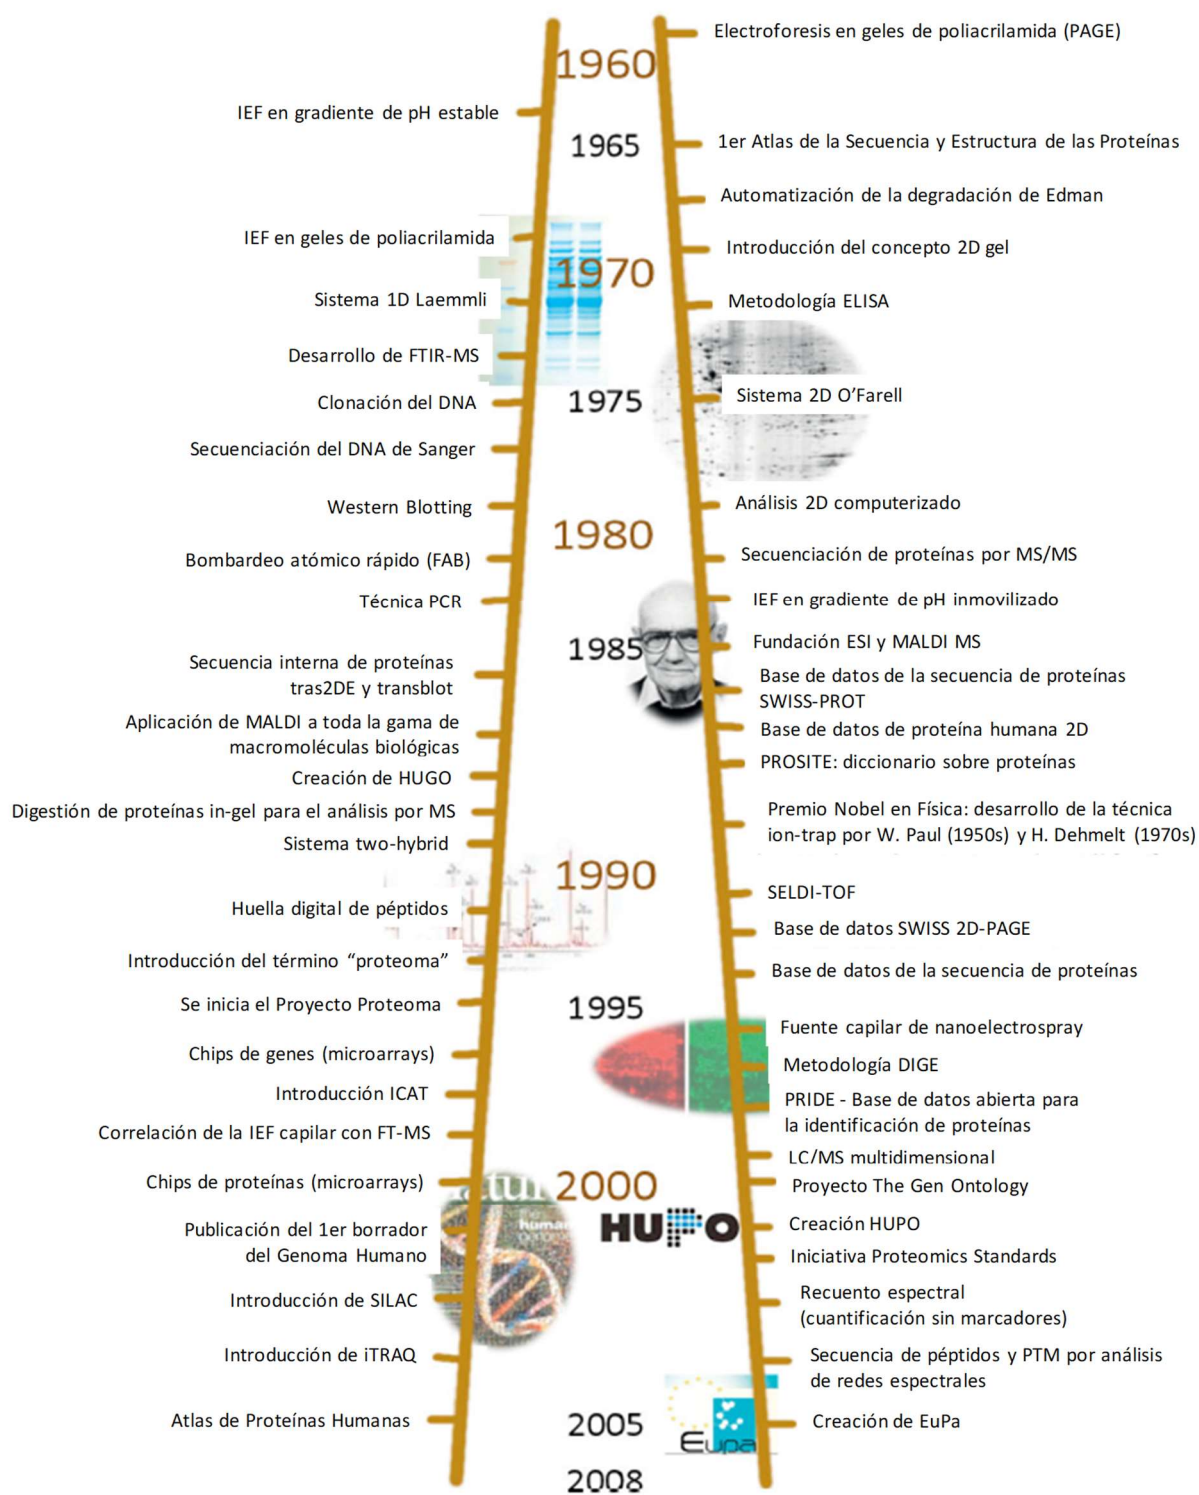 Electroforesis en geles de poliacrilamida (PAGE)
1960
IEF en gradiente de pH estable
1965
1er Atlas de la Secuencia y Estructura de las Proteínas
Automatización de la degradación de Edman
IEF en geles de poliacrilamida
Introducción del concepto 2D gel
1970
Sistema 1D Laemmli
Metodología ELISA
Desarrollo de FTIR-MS
Clonación del DNA
1975
Sistema 2D O’Farell
Secuenciación del DNA de Sanger
Western Blotting
Análisis 2D computerizado
1980
Bombardeo atómico rápido (FAB)
Secuenciación de proteínas por MS/MS
Técnica PCR
IEF en gradiente de pH inmovilizado
1985
Fundación ESI y MALDI MS
Secuencia interna de proteínas
tras2DE y transblot
Base de datos de la secuencia de proteínas
SWISS-PROT
Aplicación de MALDI a toda la gama de
macromoléculas biológicas
Base de datos de proteína humana 2D
Creación de HUGO
PROSITE: diccionario sobre proteínas
Digestión de proteínas in-gel para el análisis por MS
Premio Nobel en Física: desarrollo de la técnica
ion-trap por W. Paul (1950s) y H. Dehmelt (1970s)
Sistema two-hybrid
1990
SELDI-TOF
Huella digital de péptidos
Base de datos SWISS 2D-PAGE
Introducción del término “proteoma”
Base de datos de la secuencia de proteínas
Se inicia el Proyecto Proteoma
1995
Fuente capilar de nanoelectrospray
Chips de genes (microarrays)
Metodología DIGE
Introducción ICAT
PRIDE - Base de datos abierta para
la identificación de proteínas
Correlación de la IEF capilar con FT-MS
LC/MS multidimensional
Chips de proteínas (microarrays)
2000
Proyecto The Gen Ontology
Publicación del 1er borrador
del Genoma Humano
human
HUPO
Creación HUPO
Iniciativa Proteomics Standards
Introducción de SILAC
Recuento espectral
(cuantificación sin marcadores)
Introducción de iTRAQ
Secuencia de péptidos y PTM por análisis
de redes espectrales
Atlas de Proteínas Humanas
2005
Eupa
Creación de EuPa
2008